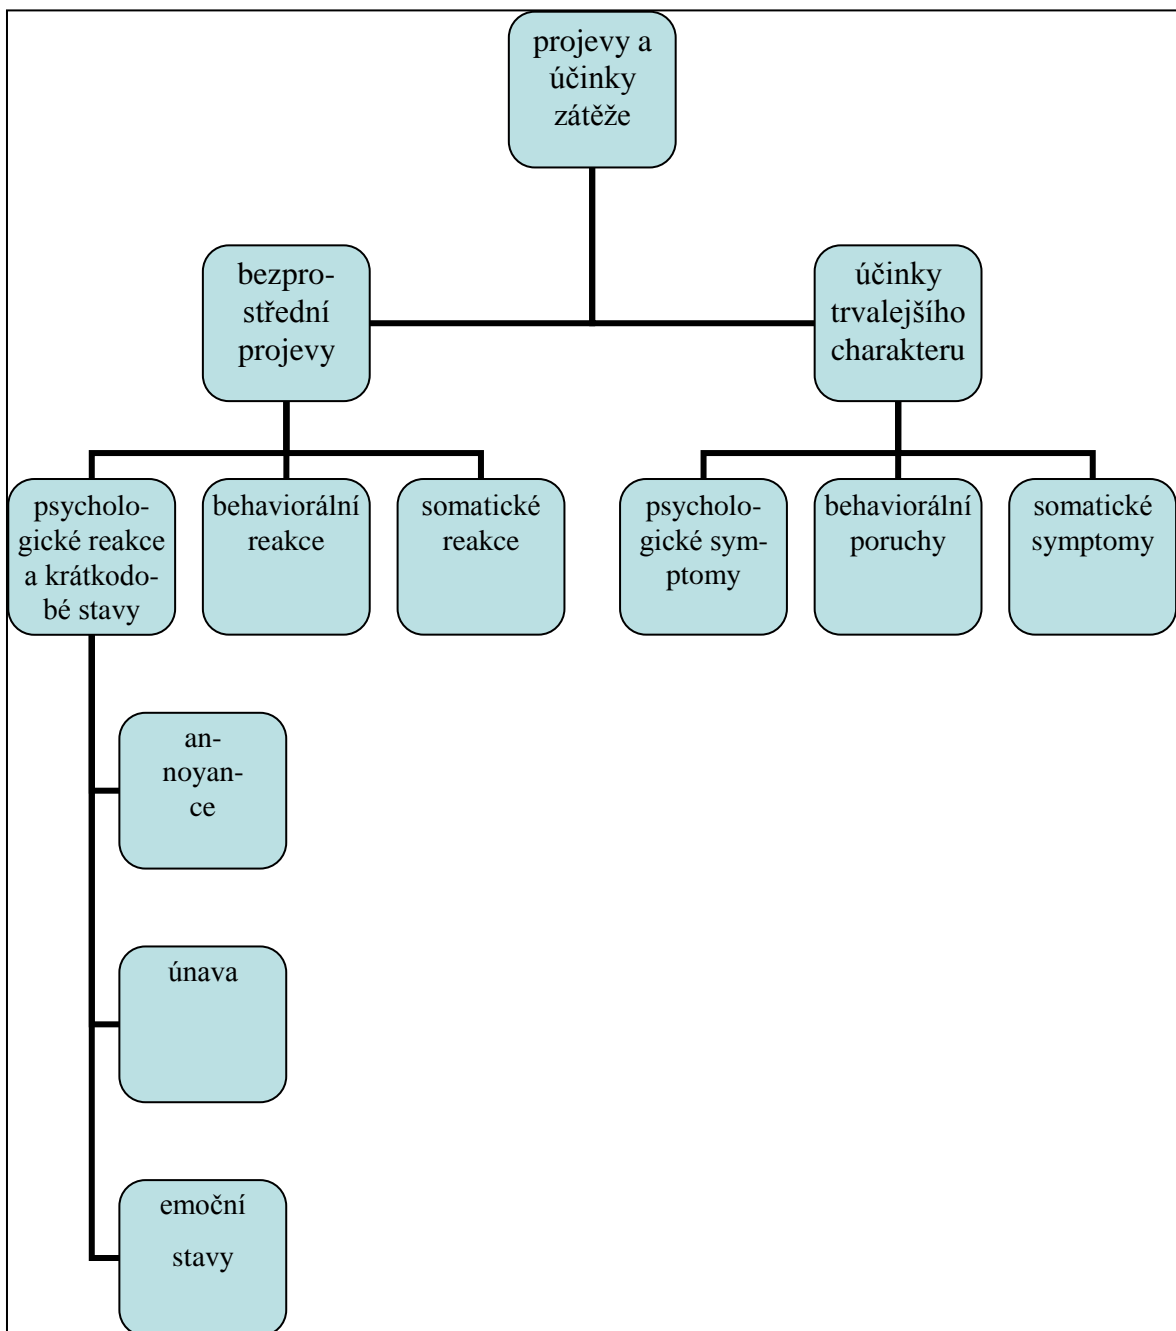 projevy a
účinky
zátěže
bezpro-
střední
projevy
účinky
trvalejšího
charakteru
psycholo-
gické reakce
a krátkodo-
bé stavy
behaviorální
reakce
somatické
reakce
psycholo-
gické sym-
ptomy
behaviorální
poruchy
somatické
symptomy
an-
noyan-
ce
únava
emoční
stavy